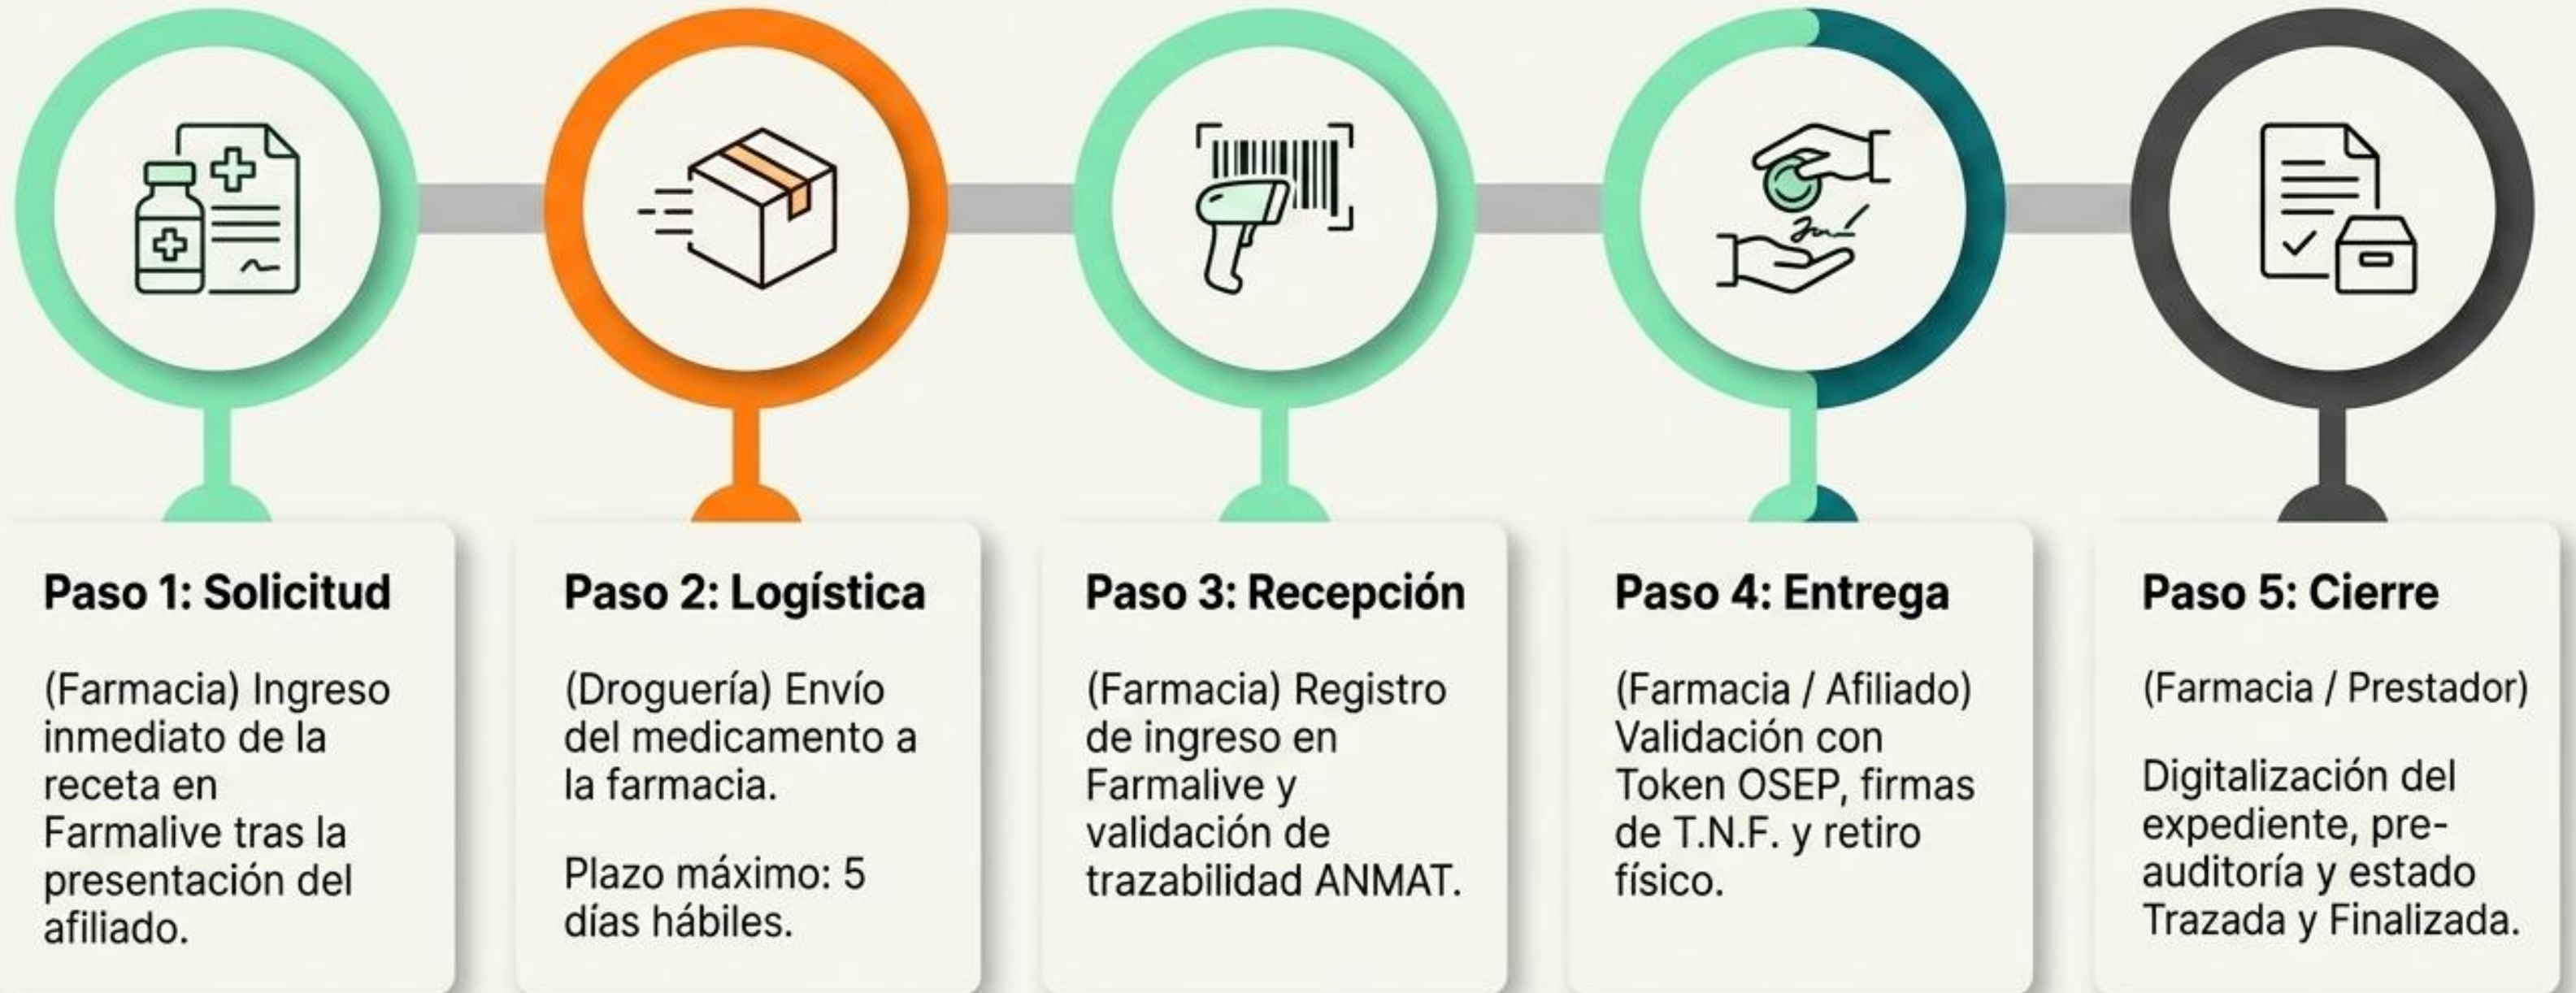 Paso 1: Solicitud
(Farmacia) Ingreso
inmediato de la
receta en
Farmalive tras la
presentación del
afiliado.
Paso 2: Logística
(Droguería) Envío
del medicamento a
la farmacia.
Plazo máximo: 5
días hábiles.
Paso 3: Recepción
(Farmacia) Registro
de ingreso en
Farmalive y
validación de
trazabilidad ANMAT.
Paso 4: Entrega
(Farmacia / Afiliado)
Validación con
Token OSEP, firmas
de T.N.F. y retiro
físico.
Paso 5: Cierre
(Farmacia / Prestador)
Digitalización del
expediente, pre-
auditoría y estado
Trazada y Finalizada.